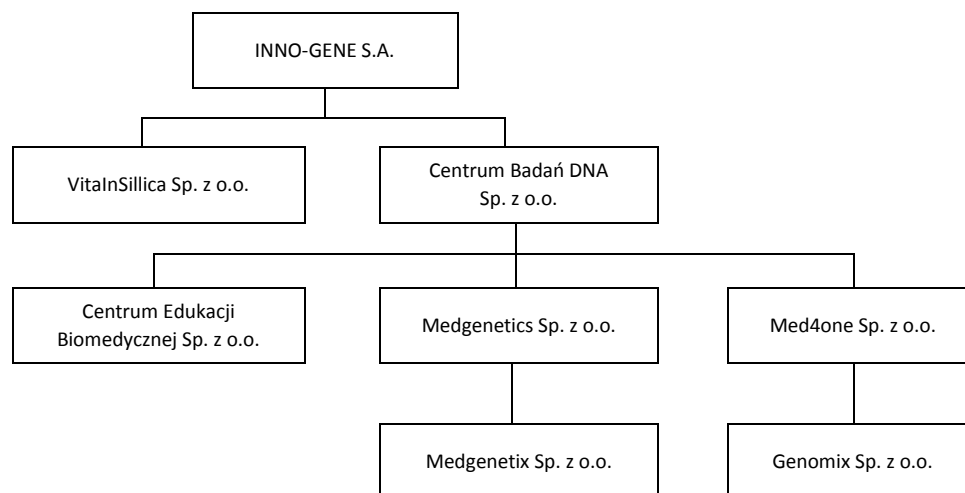 INNO-GENE S.A.
VitaInSillica Sp. z o.o.
Centrum Badań DNA
Sp. z o.o.
Centrum Edukacji
Biomedycznej Sp. z o.o.
Medgenetics Sp. z o.o.
Med4one Sp. z o.o.
Medgenetix Sp. z o.o.
Genomix Sp. z o.o.